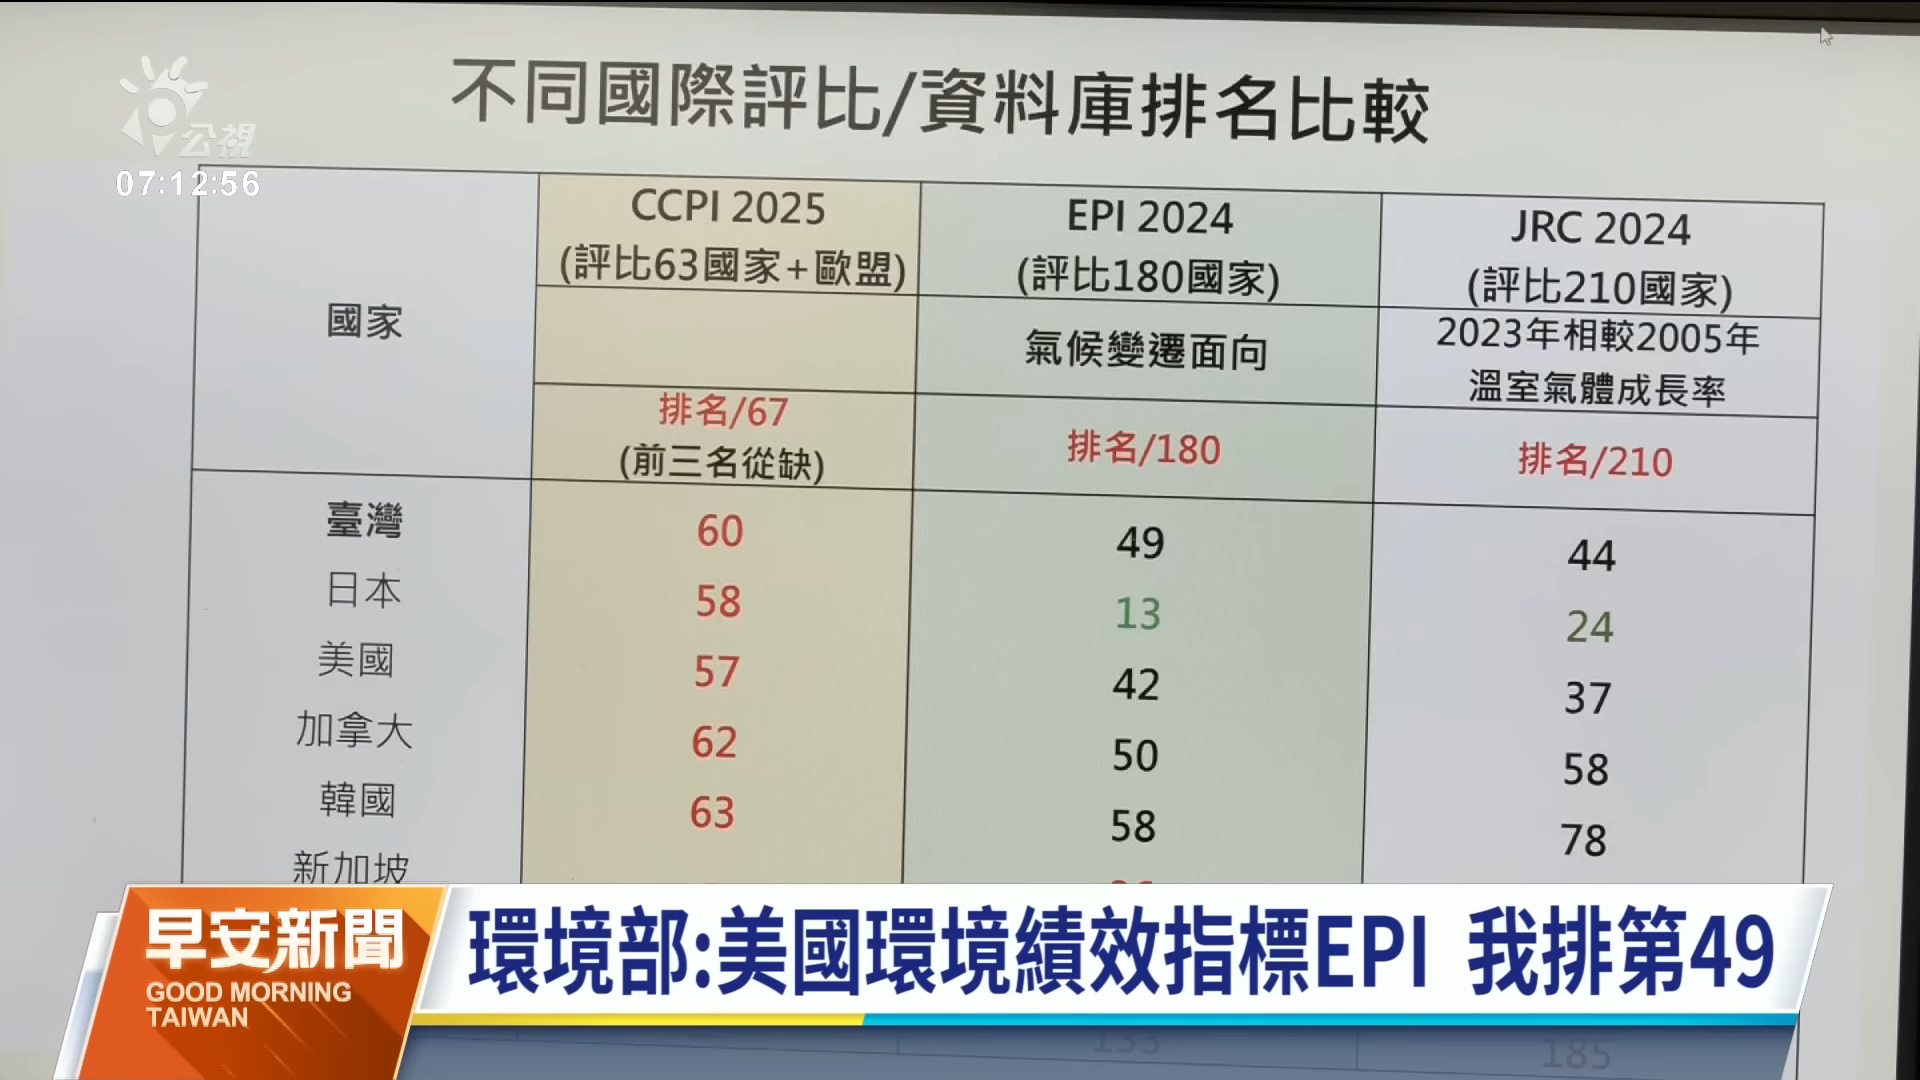 不同國際評比/資料庫排名比較
公視
07:12:56
國家
CCPI 2025
(評比63國家+歐盟)
EPI 2024
(評比180國家)
JRC 2024
(評比210國家)
氣候變遷面向
2023年相較2005年
溫室氣體成長率
排名/67
(前三名從缺)
排名/180
排名/210
臺灣 60 49 44
日本 58 13 24
美國 57 42 37
加拿大 62 50 58
韓國 63 58 78
新加坡
早安新聞
GOOD MORNING
TAIWAN
環境部:美國環境績效指標EPI 我排第49
135 185